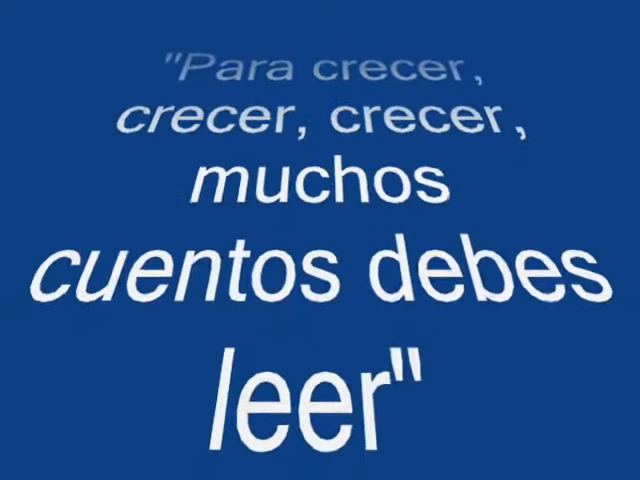 "Para crecer,
crecer, crecer,
muchos
cuentos debes
leer"